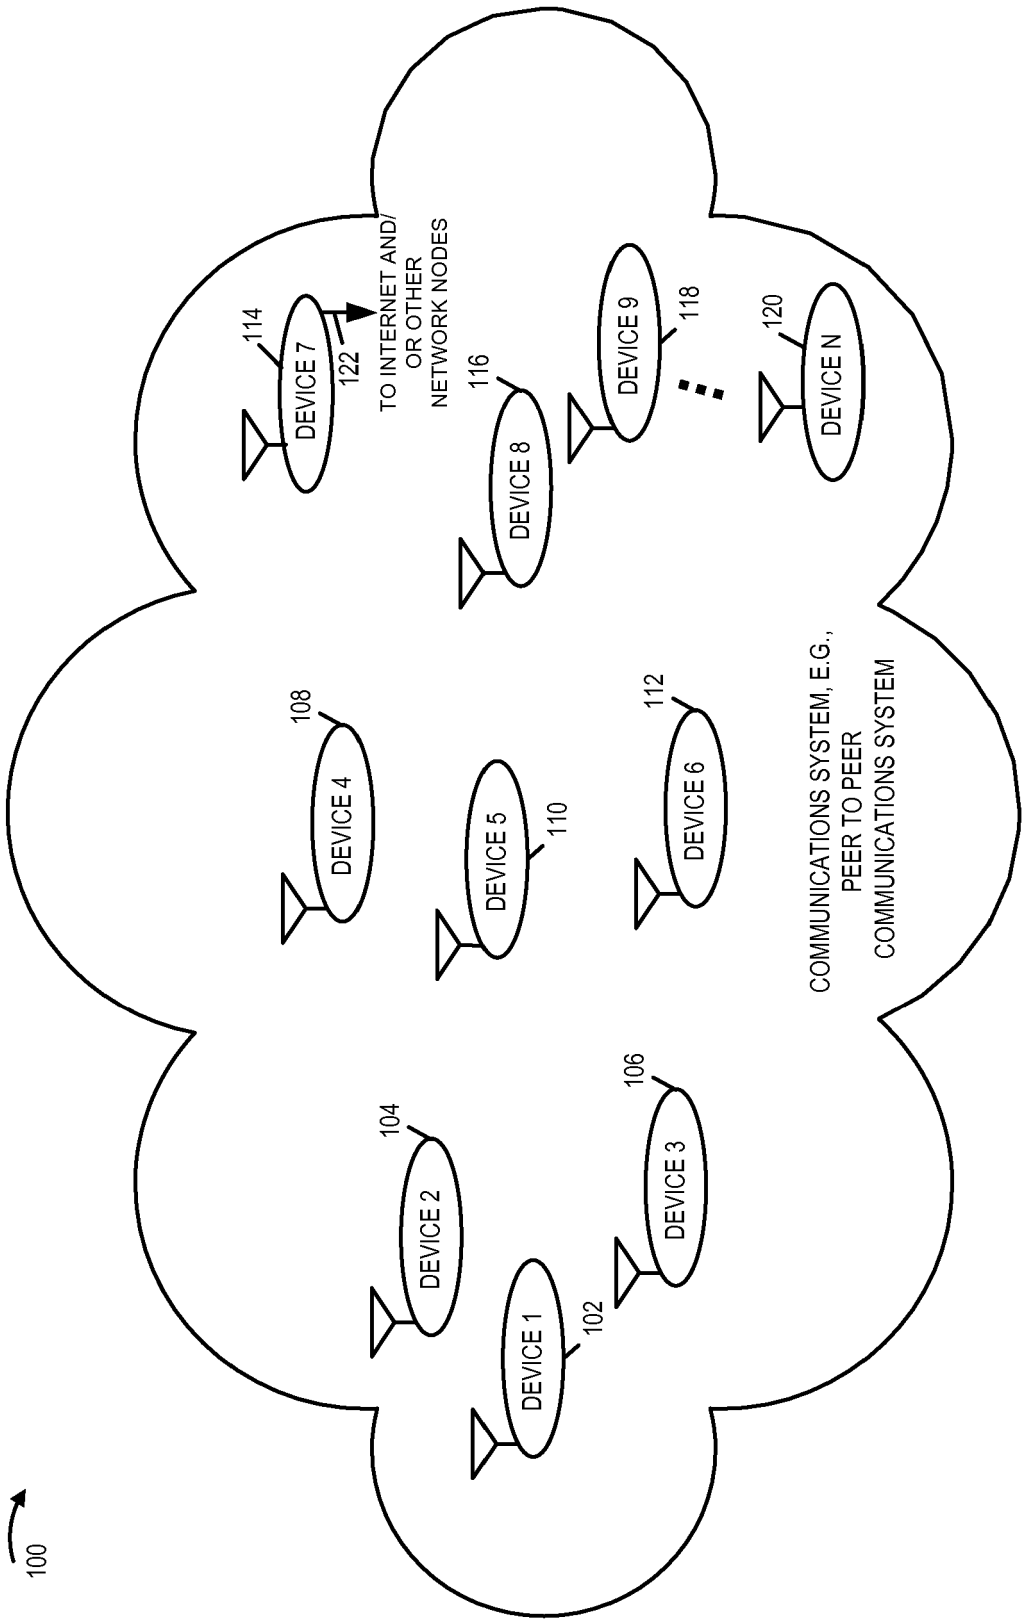 100
DEVICE 1
102
DEVICE 2
104
DEVICE 3
106
DEVICE 4
108
DEVICE 5
110
DEVICE 6
112
DEVICE 7
114
122
TO INTERNET AND/
OR OTHER
NETWORK NODES
DEVICE 8
116
DEVICE 9
118
DEVICE N
120
COMMUNICATIONS SYSTEM, E.G.,
PEER TO PEER
COMMUNICATIONS SYSTEM